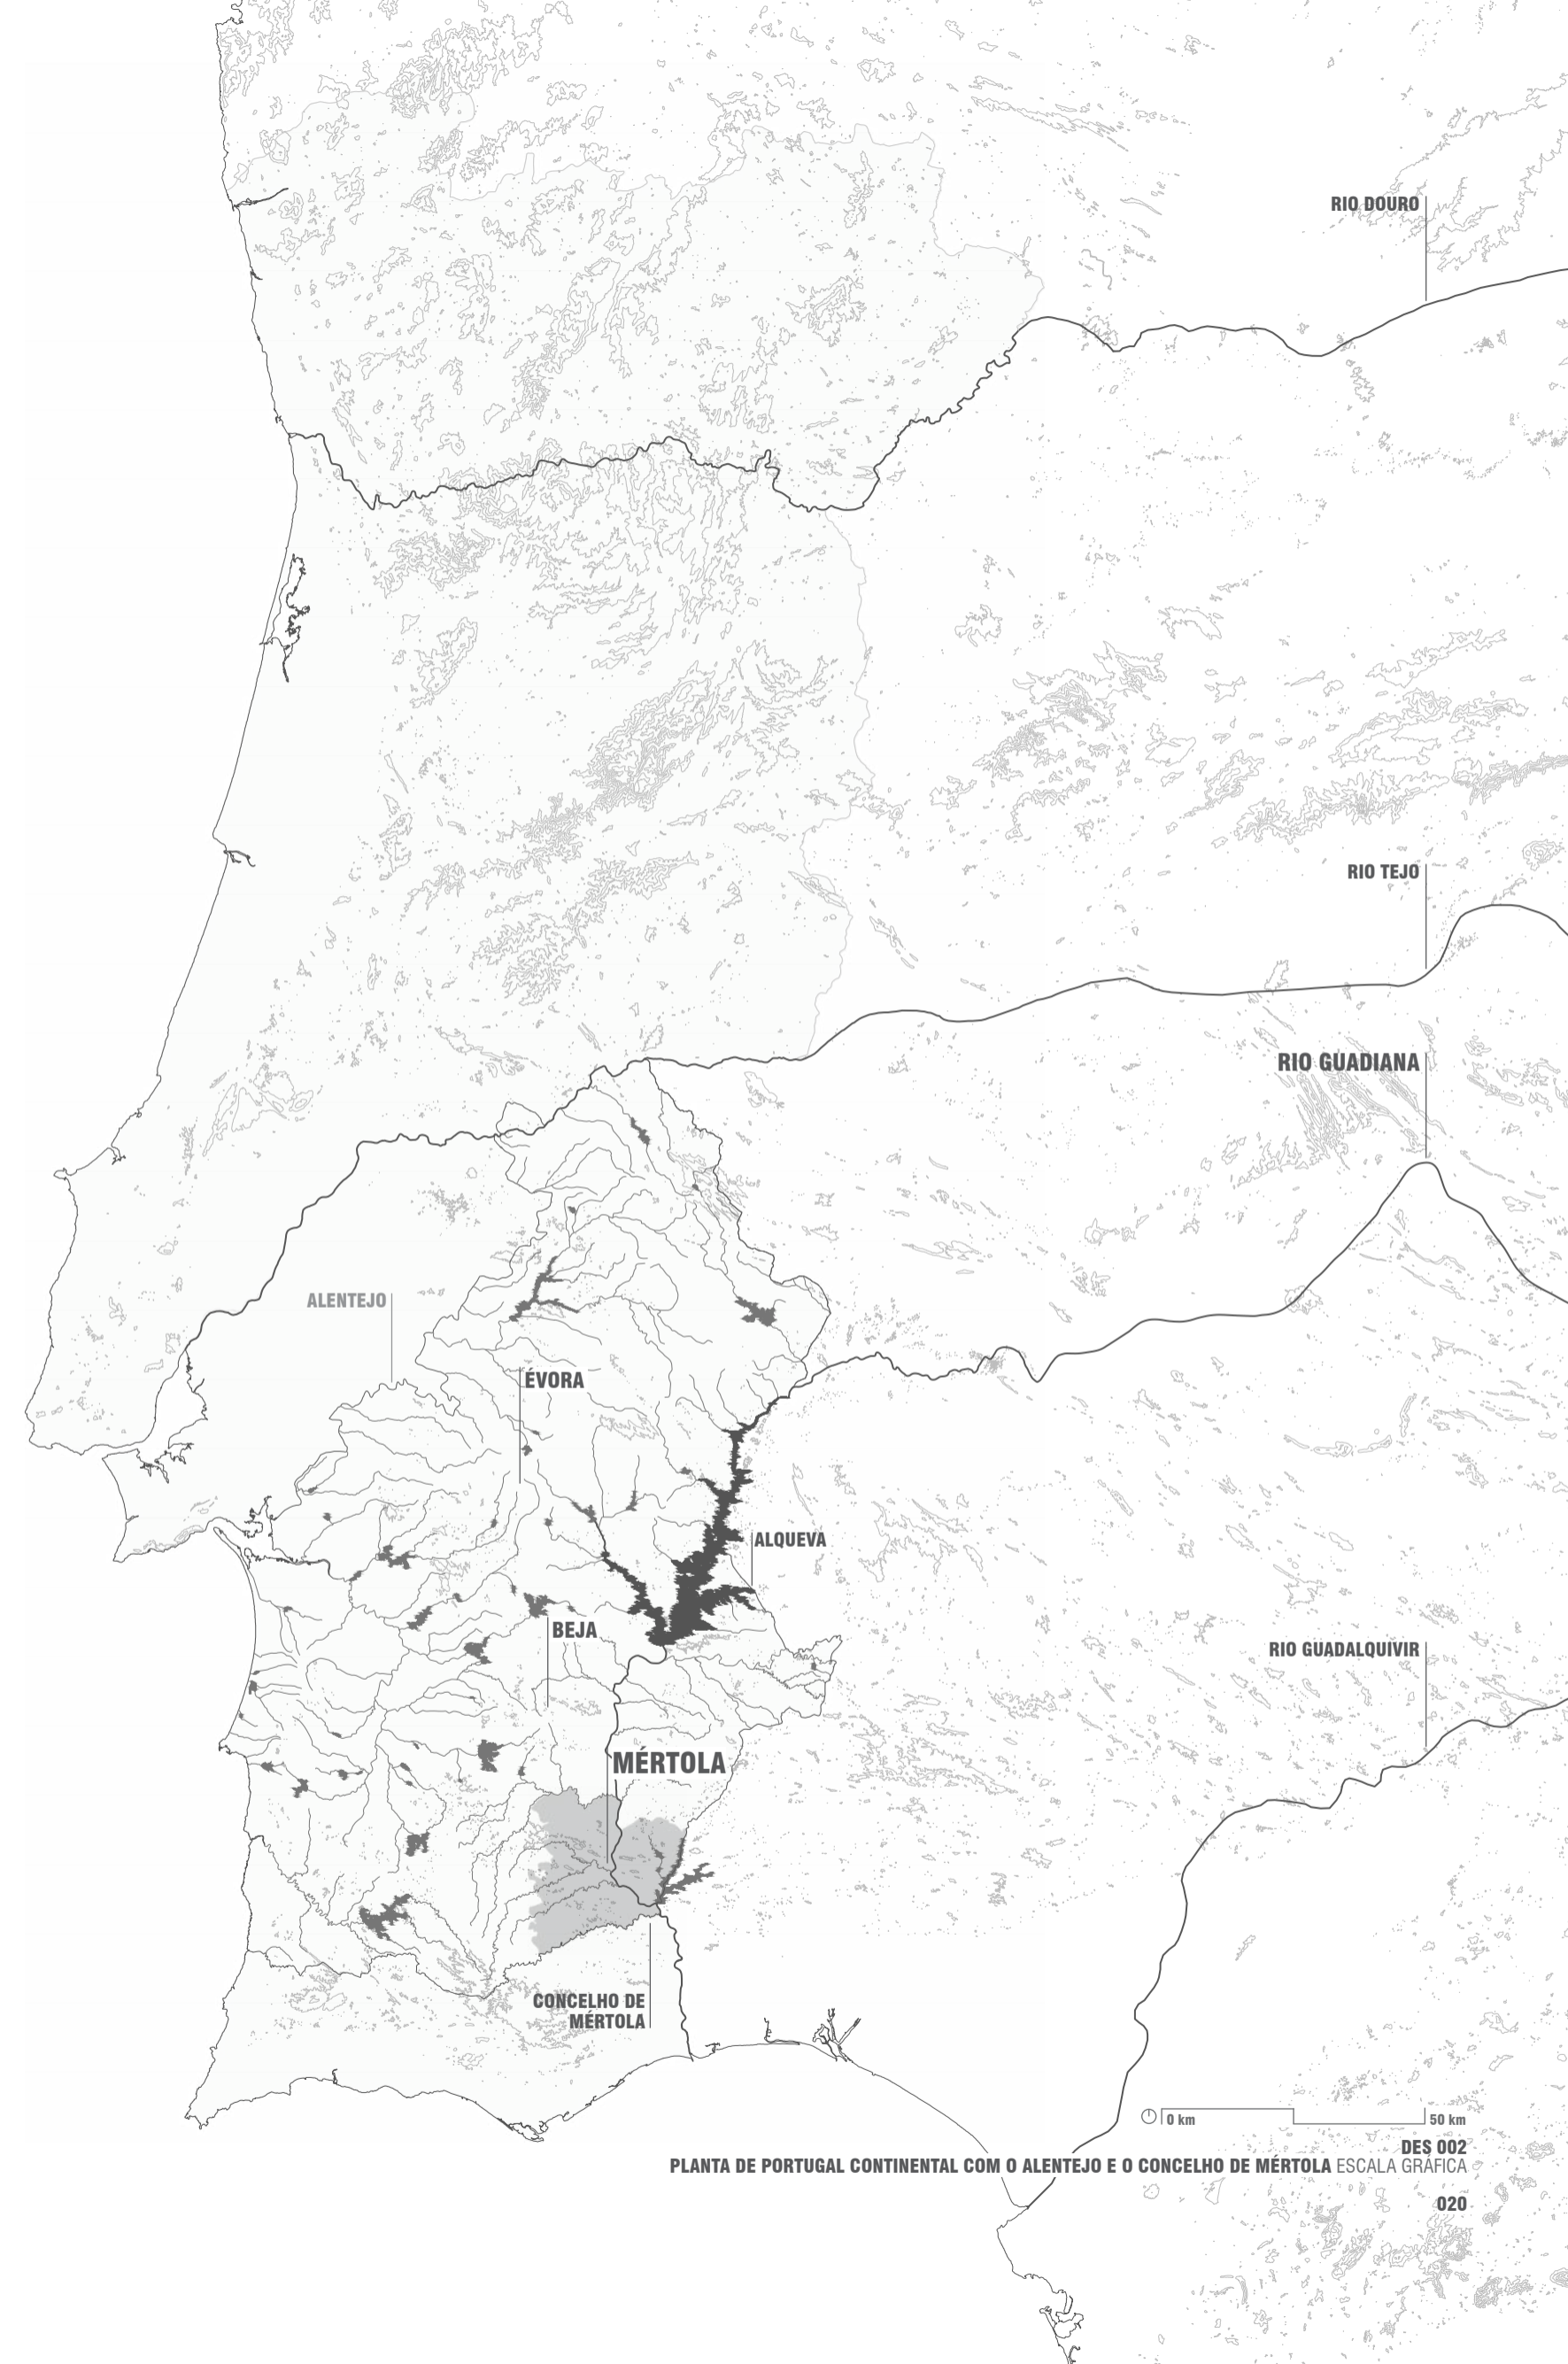 RIO DOURO
RIO TEJO
RIO GUADIANA
ALENTEJO
ÉVORA
ALQUEVA
BEJA
RIO GUADALQUIVIR
MÉRTOLA
CONCELHO DE
MÉRTOLA
0 km 50 km
DES 002
PLANTA DE PORTUGAL CONTINENTAL COM O ALENTEJO E O CONCELHO DE MÉRTOLA ESCALA GRÁFICA
020